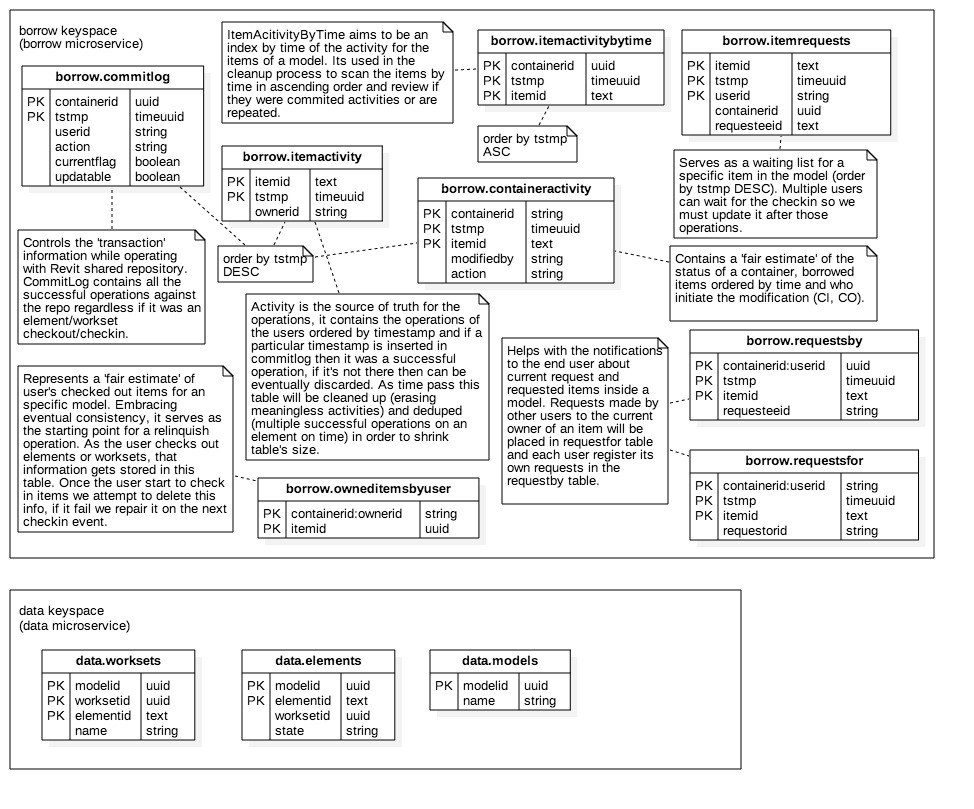 borrow keyspace
(borrow microservice)
borrow.commitlog
PK containerid uuid
PK tstmp timeuuid
userid string
action string
currentflag boolean
updatable boolean
ItemAcitivityByTime aims to be an
index by time of the activity for the
items of a model. Its used in the
cleanup process to scan the items by
time in ascending order and review if
they were commited activities or are
repeated.
borrow.itemactivitybytime
PK containerid uuid
PK tstmp timeuuid
PK itemid text
order by tstmp
ASC
borrow.itemrequests
PK itemid text
PK tstmp timeuuid
PK userid string
containerid uuid
requesteeid text
borrow.itemactivity
PK itemid text
PK tstmp timeuuid
ownerid string
borrow.containeractivity
PK containerid string
PK tstmp timeuuid
PK itemid text
modifiedby string
action string
Serves as a waiting list for a
specific item in the model (order
by tstmp DESC). Multiple users
can wait for the checkin so we
must update it after those
operations.
Controls the 'transaction'
information while operating
with Revit shared repository.
CommitLog contains all the
successful operations against
the repo regardless if it was an
element/workset
checkout/checkin.
order by tstmp
DESC
Contains a 'fair estimate' of the
status of a container, borrowed
items ordered by time and who
initiate the modification (CI, CO).
Activity is the source of truth for the
operations, it contains the operations of
the users ordered by timestamp and if a
particular timestamp is inserted in
commitlog then it was a successful
operation, if it's not there then can be
eventually discarded. As time pass this
table will be cleaned up (erasing
meaningless activities) and deduped
(multiple successful operations on an
element on time) in order to shrink
table's size.
Helps with the notifications
to the end user about
current request and
requested items inside a
model. Requests made by
other users to the current
owner of an item will be
placed in requestfor table
and each user register its
own requests in the
requestby table.
borrow.requestsby
PK containerid:userid uuid
PK tstmp timeuuid
PK itemid text
requesteeid string
Represents a 'fair estimate' of
user's checked out items for an
specific model. Embracing
eventual consistency, it serves as
the starting point for a relinquish
operation. As the user checks out
elements or worksets, that
information gets stored in this
table. Once the user start to check
in items we attempt to delete this
info, if it fail we repair it on the next
checkin event.
borrow.owneditemsbyuser
PK containerid:ownerid string
PK itemid uuid
borrow.requestsfor
PK containerid:userid string
PK tstmp timeuuid
PK itemid text
requestorid string
data keyspace
(data microservice)
data.worksets
PK modelid uuid
PK worksetid uuid
PK elementid text
name string
data.elements
PK modelid uuid
PK elementid text
worksetid uuid
state string
data.models
PK modelid uuid
name string